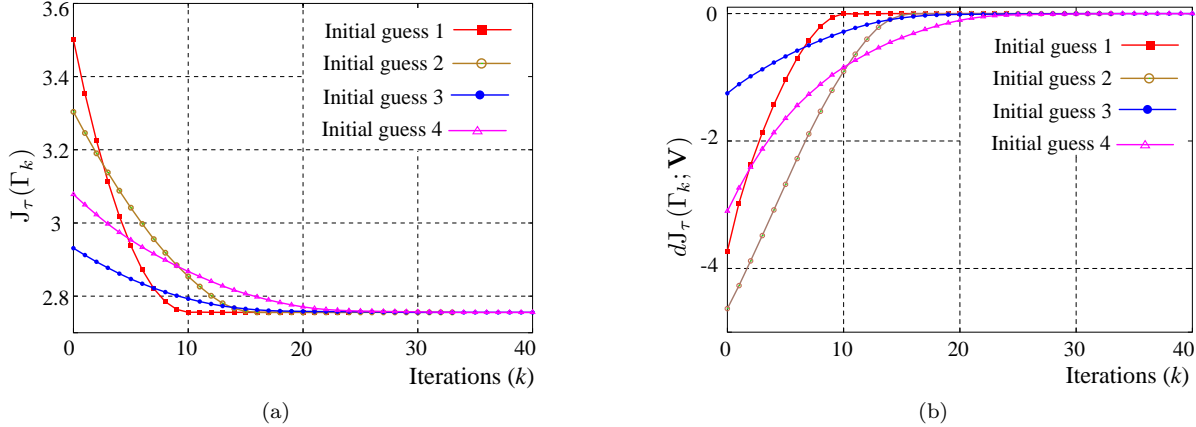 3.6
3.4
3.2
3
2.8
0
10
20
30
40
J_τ(Γ_k)
Iterations (k)
Initial guess 1
Initial guess 2
Initial guess 3
Initial guess 4
(a)
0
-2
-4
0
10
20
30
40
dJ_τ(Γ_k; V)
Iterations (k)
Initial guess 1
Initial guess 2
Initial guess 3
Initial guess 4
(b)